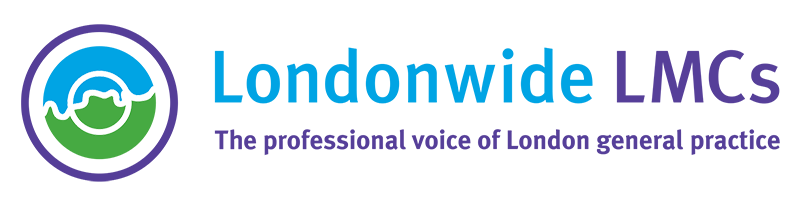 Londonwide LMCs
The professional voice of London general practice